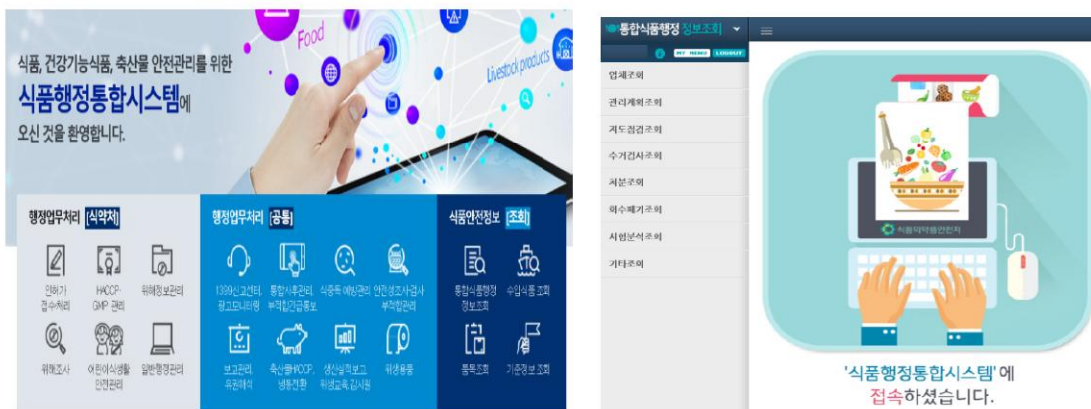 식품, 건강기능식품, 축산물 안전관리를 위한
식품행정통합시스템에
오신 것을 환영합니다.
Food
Livestock products
행정업무처리 [식약처]
인허가
접수·처리
HACCP·
GMP 관리
위해정보관리
위해조사
어린이식생활
안전관리
일반행정관리
행정업무처리 [공통]
1399신고센터,
광고모니터링
통합사후관리,
부적합긴급통보
식중독 예방관리
안전성조사·검사
부적합관리
보고관리,
유권해석
축산물HACCP,
냉동전환
생산실적보고,
위생교육, 감시원
위생용품
식품안전정보 [조회]
통합식품행정
정보조회
수입식품 조회
품목조회
기준정보 조회
통합식품행정 정보조회
MY MENU LOGOUT
업체조회
관리계획조회
지도점검조회
수거검사조회
처분조회
회수폐기조회
시험분석조회
기타조회
식품의약품안전처
'식품행정통합시스템' 에
접속하셨습니다.